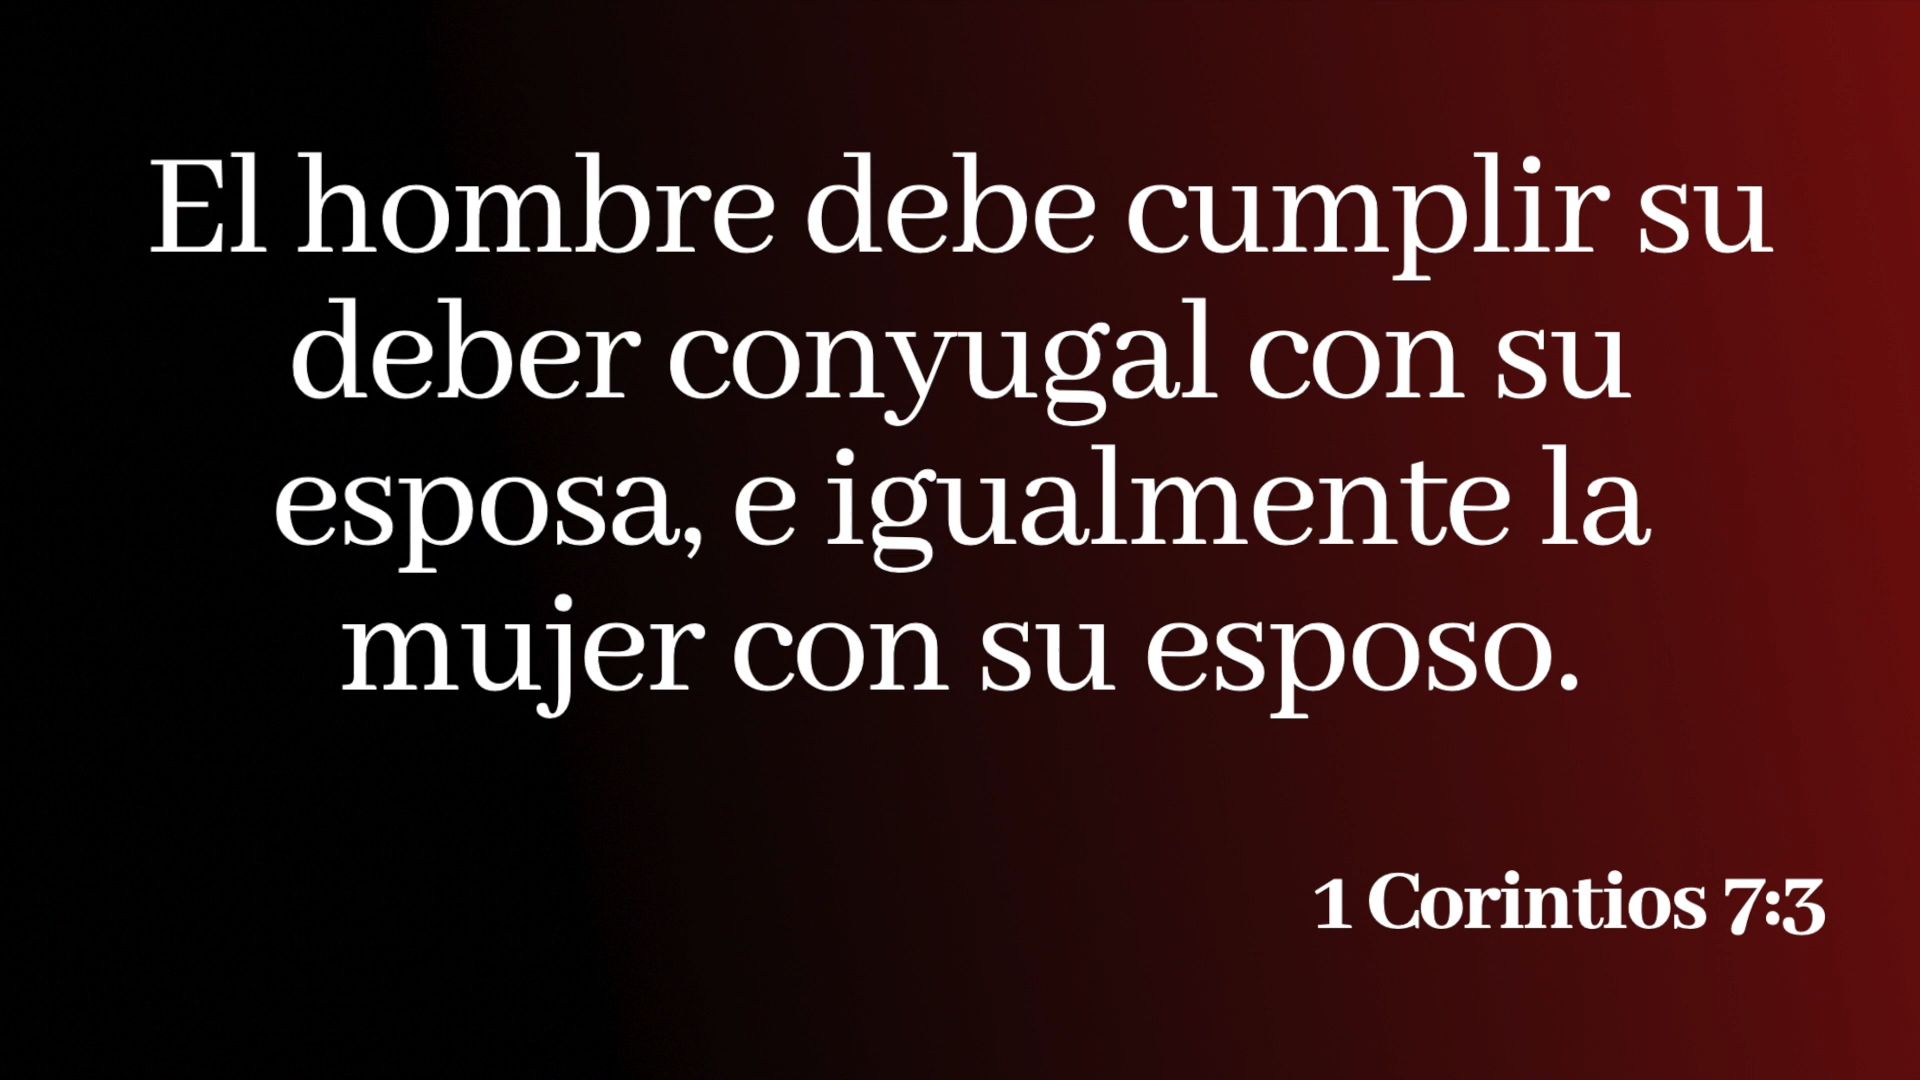 El hombre debe cumplir su
deber conyugal con su
esposa, e igualmente la
mujer con su esposo.
1 Corintios 7:3